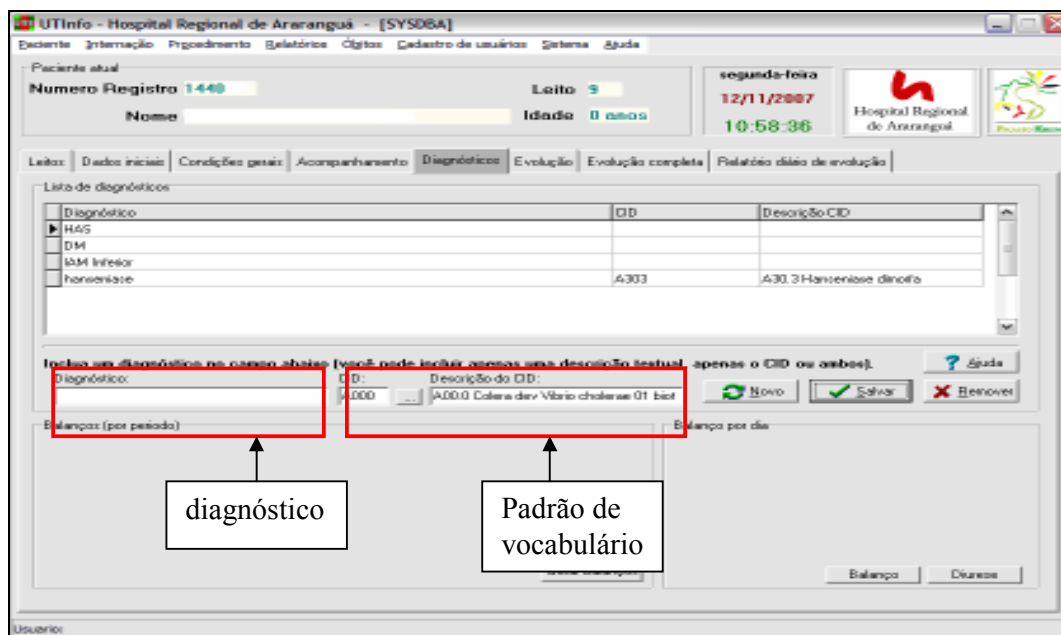 UTInfo - Hospital Regional de Araranguá - [SYSDBA]
Paciente Internação Procedimento Relatórios Óbitos Cadastro de usuários Sistema Ajuda
Paciente atual
Numero Registro 1440 Leito 9
Nome Idade 0 anos
segunda-feira
12/11/2007
10:58:36
Hospital Regional
de Araranguá
Leitos Dados iniciais Condições gerais Acompanhamento Diagnósticos Evolução Evolução completa Relatório diário de evolução
Lista de diagnósticos
Diagnóstico CID Descrição CID
HAS
DM
IAM Inferior
hanseníase A303 A30.3 Hanseníase dimorfa
Inclua um diagnóstico no campo abaixo (você pode incluir apenas uma descrição textual, apenas o CID ou ambos).
Ajuda
Diagnóstico: CID: Descrição do CID:
A000 ... A00.0 Colera dev Vibrio cholerae 01 biot
Novo Salvar Remover
Balanços (por período) Balanço por dia
diagnóstico
Padrão de
vocabulário
Balanço Diurese
Usuario: